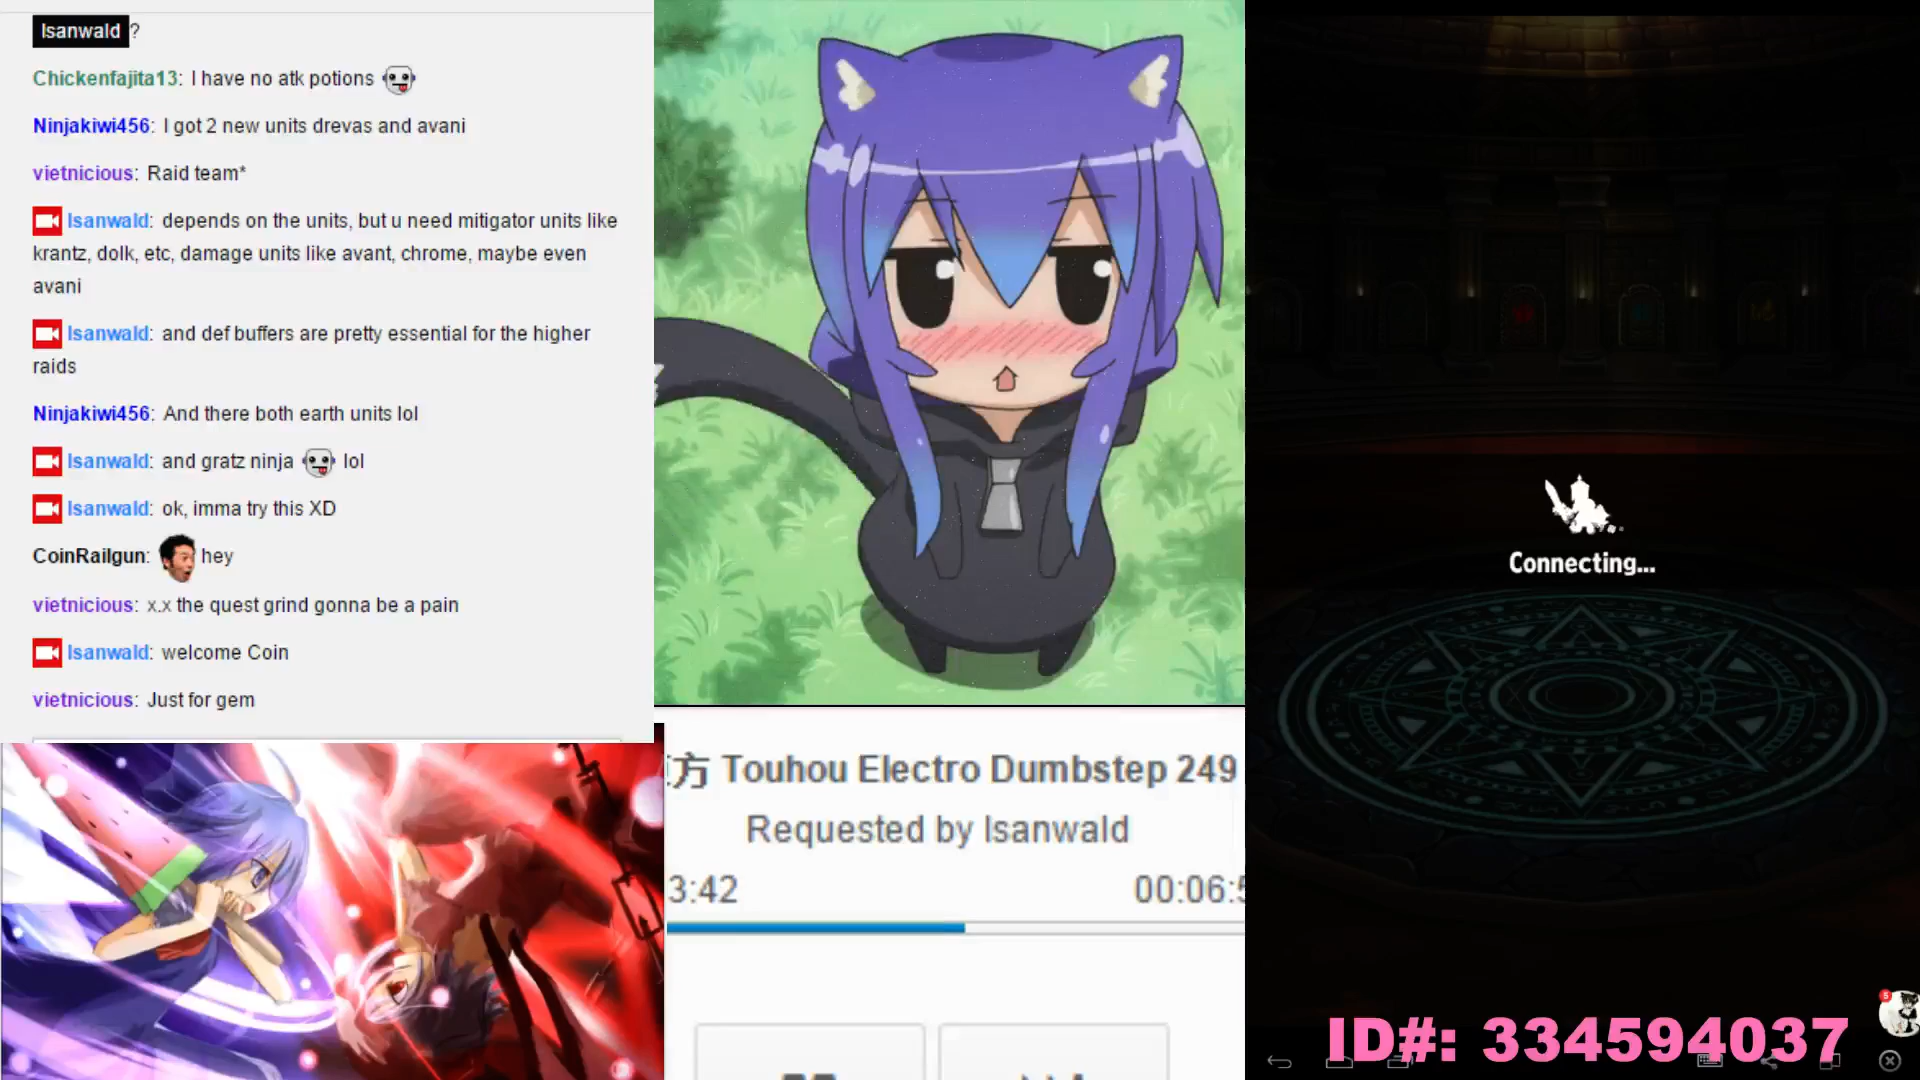 Isanwald ?
Chickenfajita13: I have no atk potions
Ninjakiwi456: I got 2 new units drevas and avani
vietnicious: Raid team*
Isanwald: depends on the units, but u need mitigator units like
krantz, dolk, etc, damage units like avant, chrome, maybe even
avani
Isanwald: and def buffers are pretty essential for the higher
raids
Ninjakiwi456: And there both earth units lol
Isanwald: and gratz ninja lol
Isanwald: ok, imma try this XD
CoinRailgun: hey
vietnicious: x.x the quest grind gonna be a pain
Isanwald: welcome Coin
vietnicious: Just for gem
方 Touhou Electro Dumbstep 249
Requested by Isanwald
3:42 00:06:5
Connecting...
5
ID#: 334594037